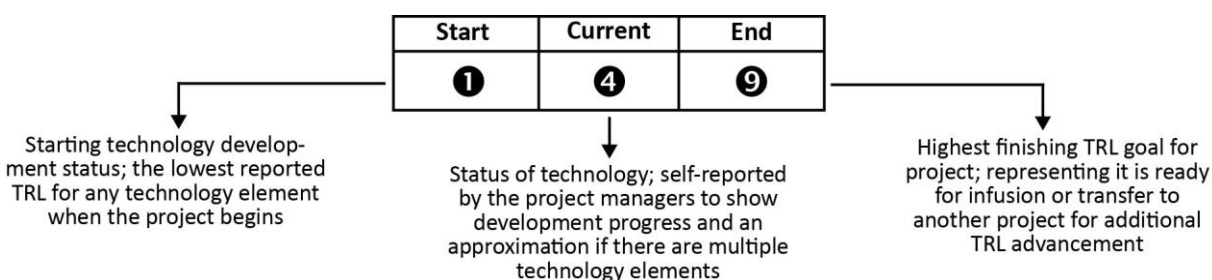 Start Current End
❶ ❹ ❾
Starting technology develop-
ment status; the lowest reported
TRL for any technology element
when the project begins
Status of technology; self-reported
by the project managers to show
development progress and an
approximation if there are multiple
technology elements
Highest finishing TRL goal for
project; representing it is ready
for infusion or transfer to
another project for additional
TRL advancement